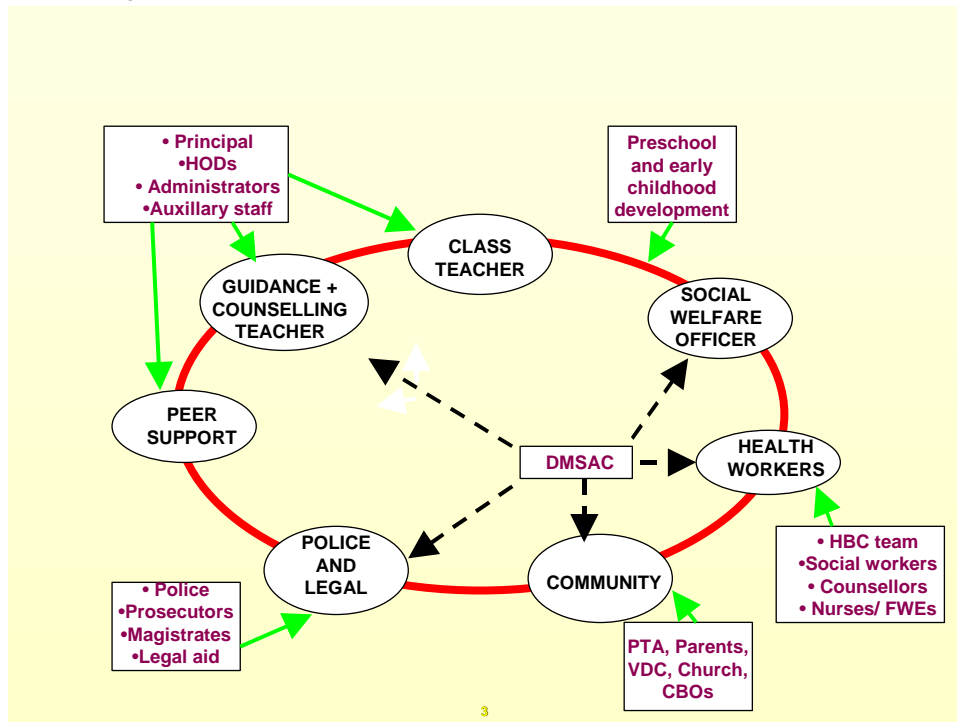 • Principal
•HODs
• Administrators
•Auxillary staff
Preschool
and early
childhood
development
CLASS
TEACHER
GUIDANCE +
COUNSELLING
TEACHER
SOCIAL
WELFARE
OFFICER
PEER
SUPPORT
DMSAC
HEALTH
WORKERS
POLICE
AND
LEGAL
COMMUNITY
• HBC team
•Social workers
• Counsellors
• Nurses/ FWEs
• Police
•Prosecutors
•Magistrates
•Legal aid
PTA, Parents,
VDC, Church,
CBOs
3